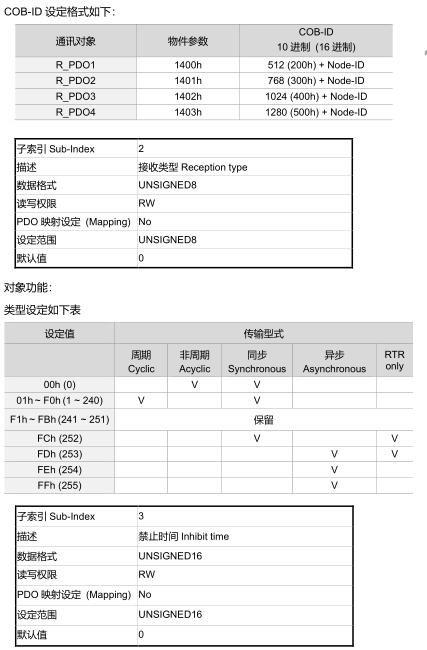 COB-ID 设定格式如下：
通讯对象 物件参数 COB-ID
10 进制 (16 进制)
R_PDO1 1400h 512 (200h) + Node-ID
R_PDO2 1401h 768 (300h) + Node-ID
R_PDO3 1402h 1024 (400h) + Node-ID
R_PDO4 1403h 1280 (500h) + Node-ID
子索引 Sub-Index 2
描述 接收类型 Reception type
数据格式 UNSIGNED8
读写权限 RW
PDO 映射设定 (Mapping) No
设定范围 UNSIGNED8
默认值 0
对象功能：
类型设定如下表
设定值 传输型式
周期 非周期 同步 异步 RTR
Cyclic Acyclic Synchronous Asynchronous only
00h (0) V V
01h ~ F0h (1 ~ 240) V V
F1h ~ FBh (241 ~ 251) 保留
FCh (252) V V
FDh (253) V V
FEh (254) V
FFh (255) V
子索引 Sub-Index 3
描述 禁止时间 Inhibit time
数据格式 UNSIGNED16
读写权限 RW
PDO 映射设定 (Mapping) No
设定范围 UNSIGNED16
默认值 0